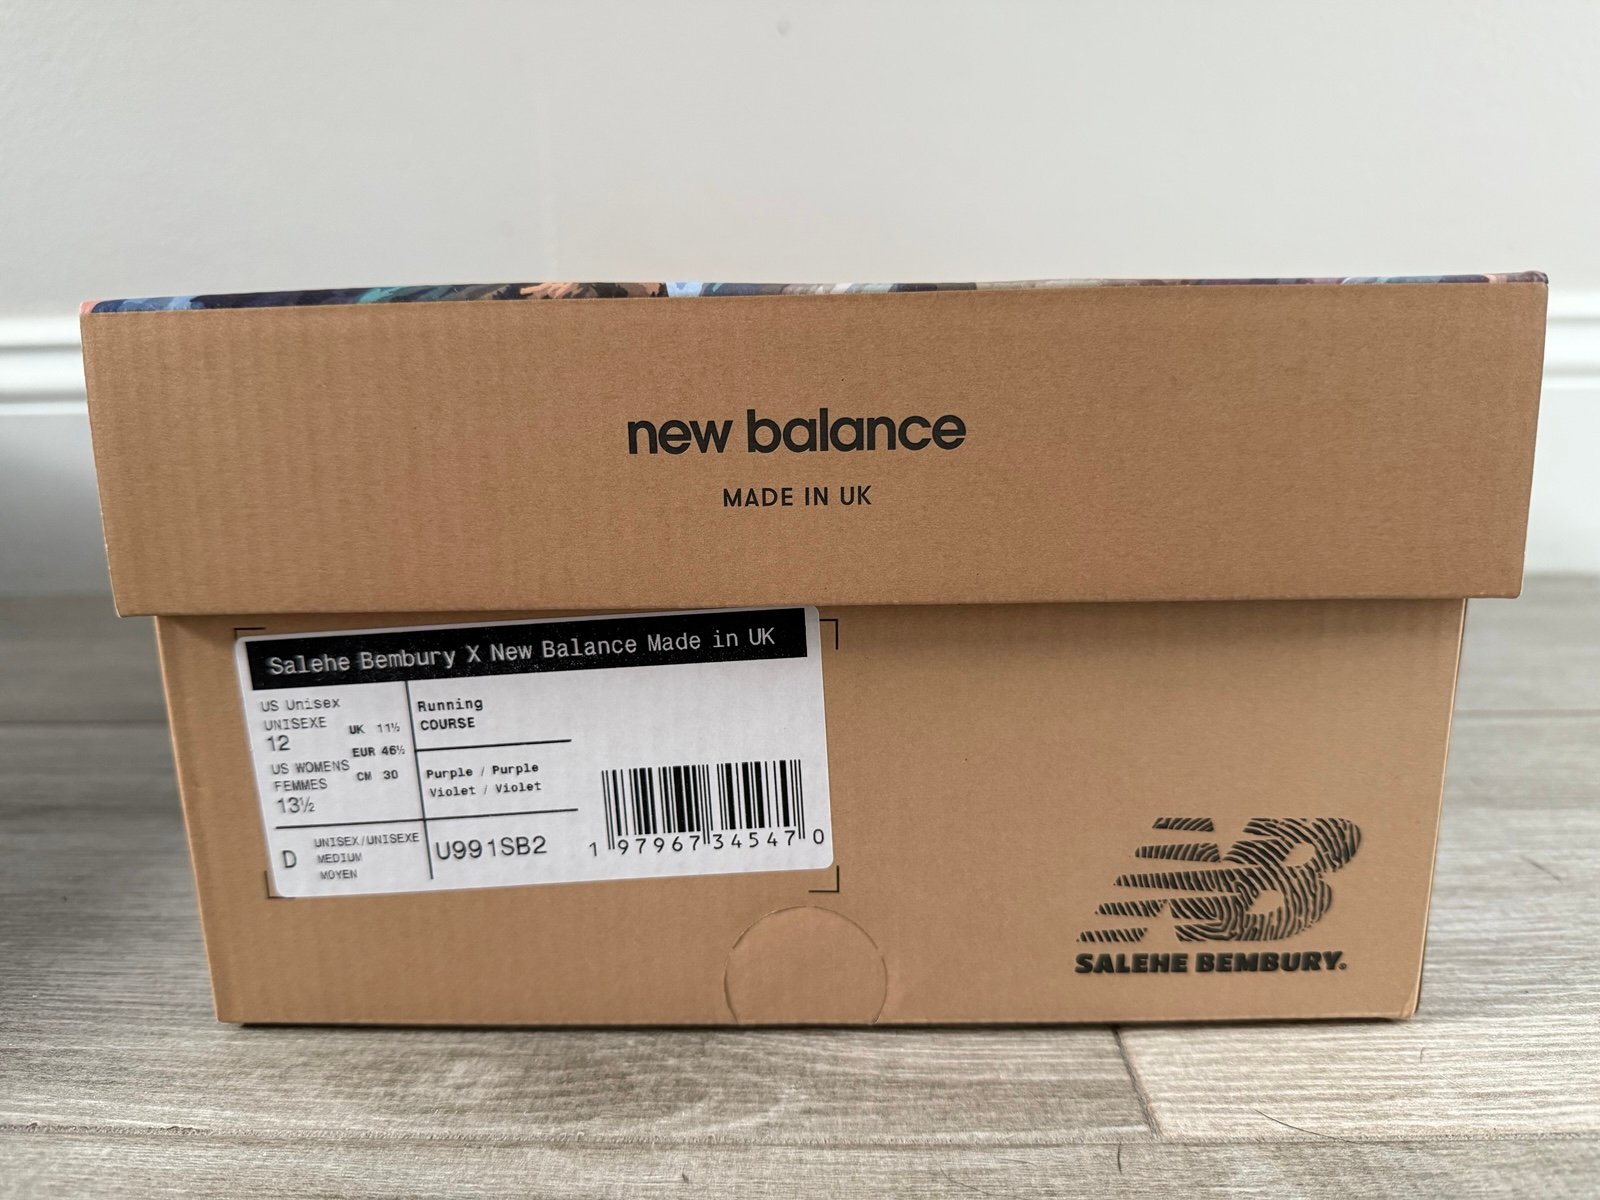 new balance
MADE IN UK
Salehe Bembury X New Balance Made in UK
US Unisex
UNISEXE
12
UK 11½
EUR 46½
CM 30
US WOMENS
FEMMES
13½
Running
COURSE
Purple / Purple
Violet / Violet
D
UNISEX/UNISEXE
MEDIUM
MOYEN
U991SB2
1 97967 34547 0
SALEHE BEMBURY.